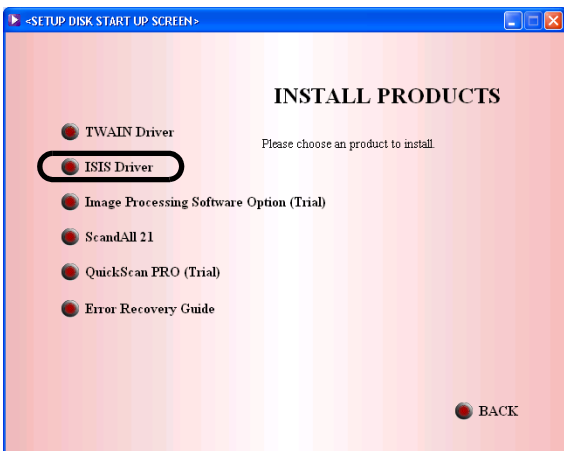 <SETUP DISK START UP SCREEN>
INSTALL PRODUCTS
Please choose an product to install.
TWAIN Driver
ISIS Driver
Image Processing Software Option (Trial)
ScandAll 21
QuickScan PRO (Trial)
Error Recovery Guide
BACK